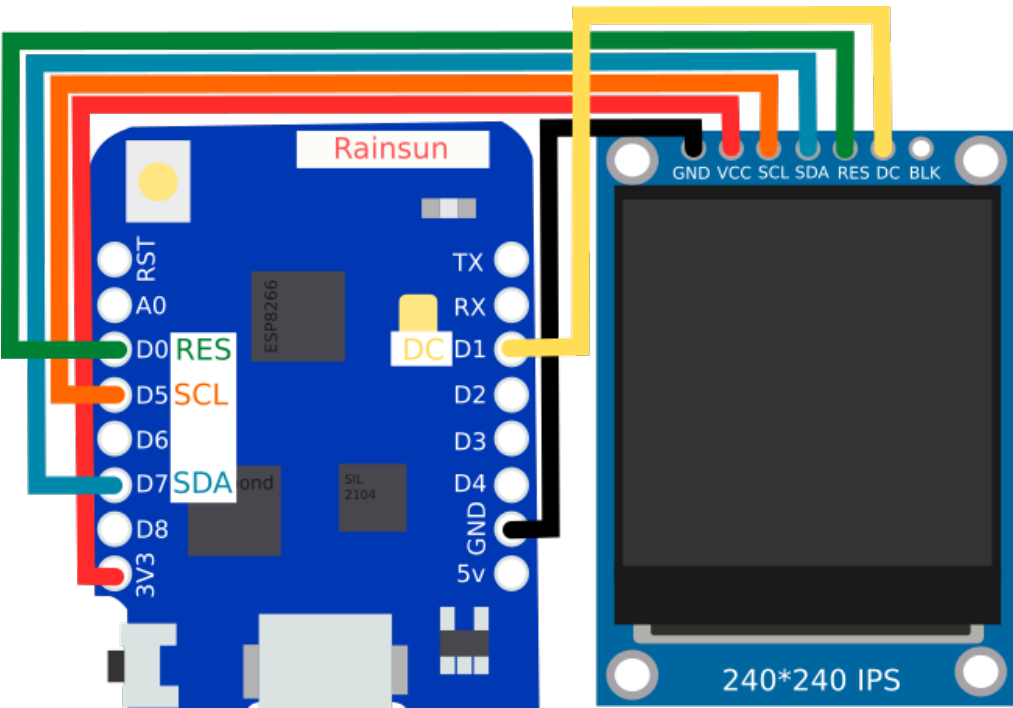 Rainsun
GND VCC SCL SDA RES DC BLK
RST
A0
D0 RES
D5 SCL
D6
D7 SDA
D8
3V3
ESP8266
ond
SIL
2104
TX
RX
DC D1
D2
D3
D4
GND
5v
240*240 IPS